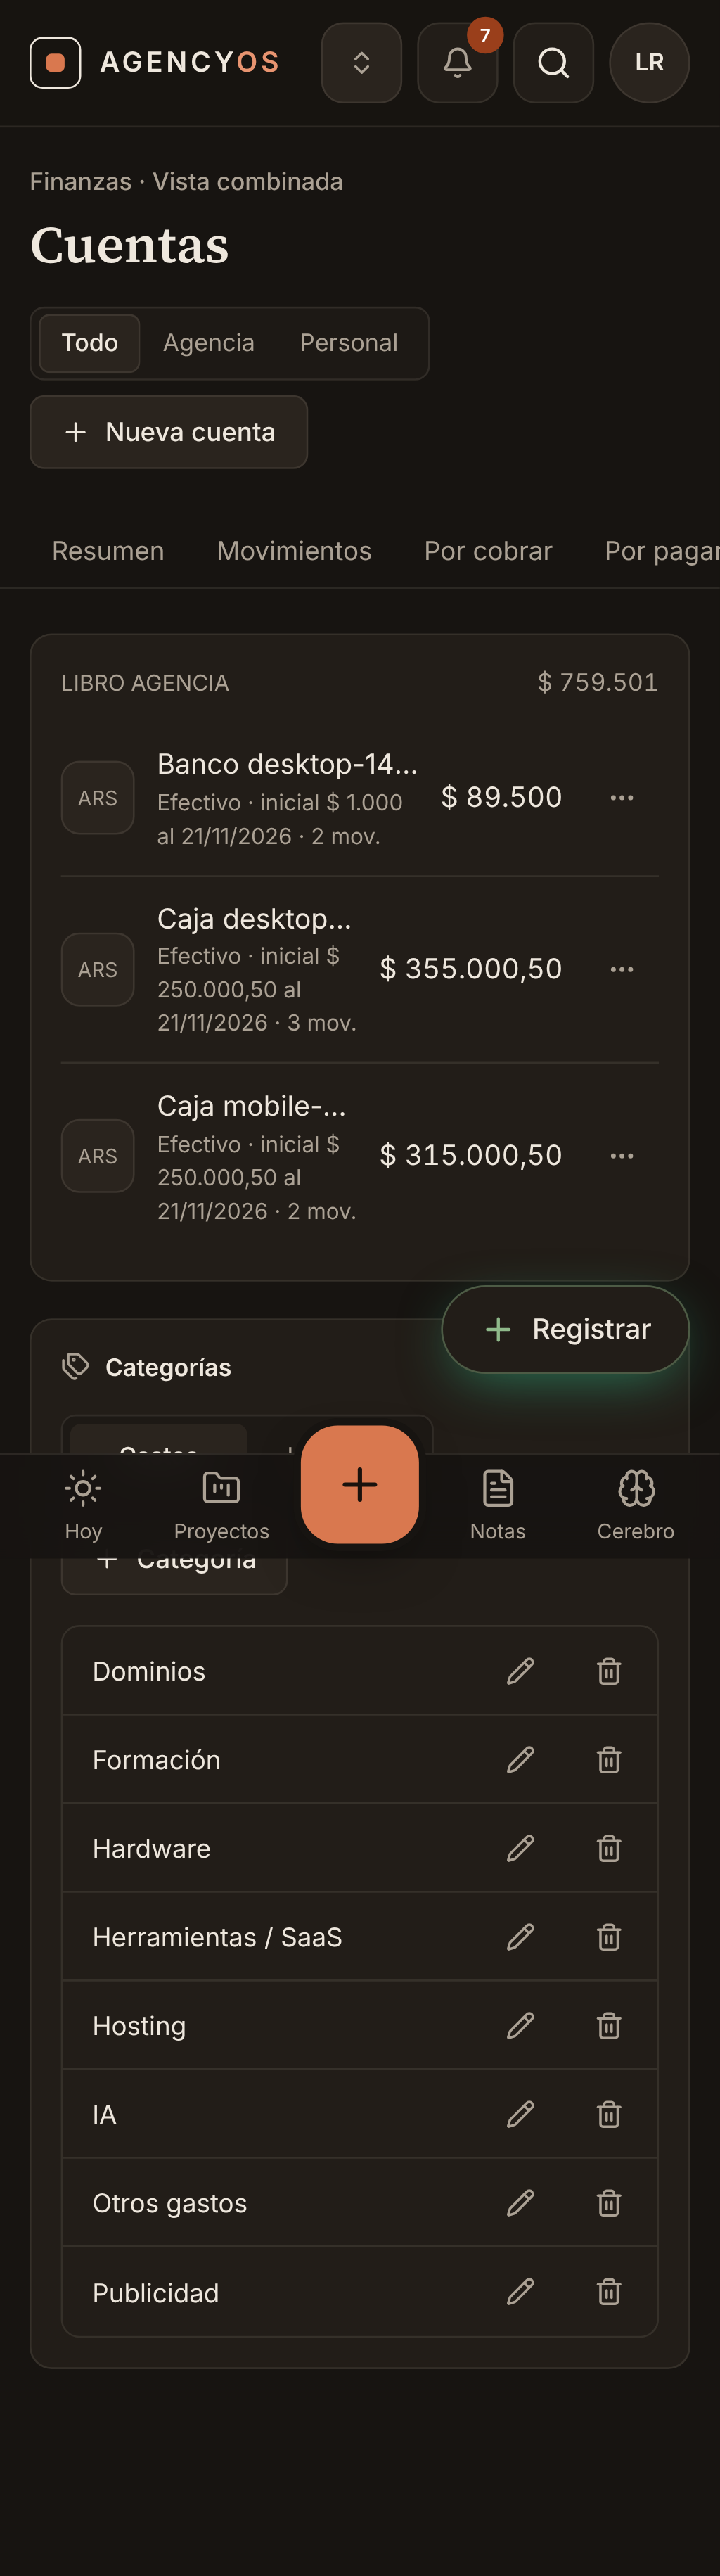 AGENCYOS
7
LR
Finanzas · Vista combinada
Cuentas
Todo
Agencia
Personal
+ Nueva cuenta
Resumen
Movimientos
Por cobrar
Por pagar
LIBRO AGENCIA
$ 759.501
ARS
Banco desktop-14...
Efectivo · inicial $ 1.000
al 21/11/2026 · 2 mov.
$ 89.500
ARS
Caja desktop...
Efectivo · inicial $
250.000,50 al
21/11/2026 · 3 mov.
$ 355.000,50
ARS
Caja mobile-...
Efectivo · inicial $
250.000,50 al
21/11/2026 · 2 mov.
$ 315.000,50
+ Registrar
Categorías
Hoy
Proyectos
Notas
Cerebro
+ Categoría
Dominios
Formación
Hardware
Herramientas / SaaS
Hosting
IA
Otros gastos
Publicidad